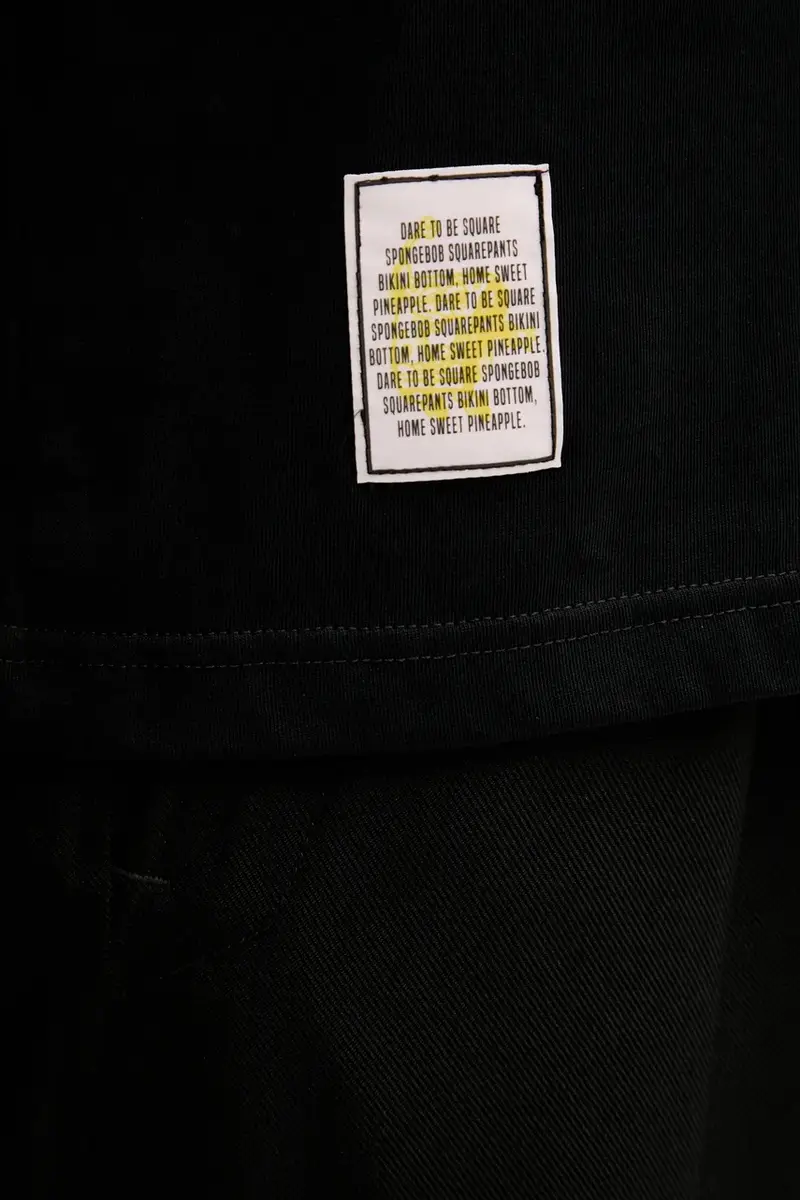 DARE TO BE SQUARE
SPONGEBOB SQUAREPANTS
BIKINI BOTTOM, HOME SWEET
PINEAPPLE. DARE TO BE SQUARE
SPONGEBOB SQUAREPANTS BIKINI
BOTTOM, HOME SWEET PINEAPPLE.
DARE TO BE SQUARE SPONGEBOB
SQUAREPANTS BIKINI BOTTOM,
HOME SWEET PINEAPPLE.